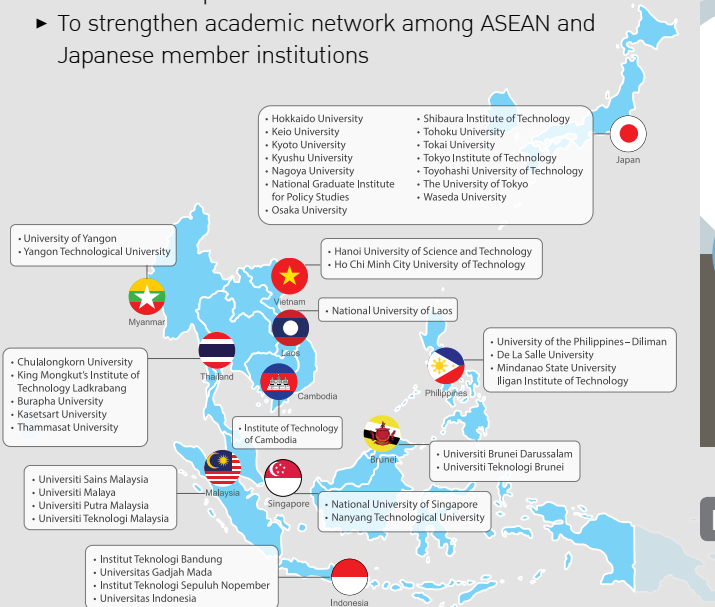 ► To strengthen academic network among ASEAN and
Japanese member institutions
• Hokkaido University
• Keio University
• Kyoto University
• Kyushu University
• Nagoya University
• National Graduate Institute
for Policy Studies
• Osaka University
• Shibaura Institute of Technology
• Tohoku University
• Tokai University
• Tokyo Institute of Technology
• Toyohashi University of Technology
• The University of Tokyo
• Waseda University
Japan
• University of Yangon
• Yangon Technological University
Myanmar
• Hanoi University of Science and Technology
• Ho Chi Minh City University of Technology
Vietnam
• National University of Laos
Laos
• Chulalongkorn University
• King Mongkut's Institute of
Technology Ladkrabang
• Burapha University
• Kasetsart University
• Thammasat University
Thailand
Cambodia
• Institute of Technology
of Cambodia
• University of the Philippines – Diliman
• De La Salle University
• Mindanao State University
Iligan Institute of Technology
Philippines
Brunei
• Universiti Brunei Darussalam
• Universiti Teknologi Brunei
• Universiti Sains Malaysia
• Universiti Malaya
• Universiti Putra Malaysia
• Universiti Teknologi Malaysia
Malaysia
Singapore
• National University of Singapore
• Nanyang Technological University
• Institut Teknologi Bandung
• Universitas Gadjah Mada
• Institut Teknologi Sepuluh Nopember
• Universitas Indonesia
Indonesia